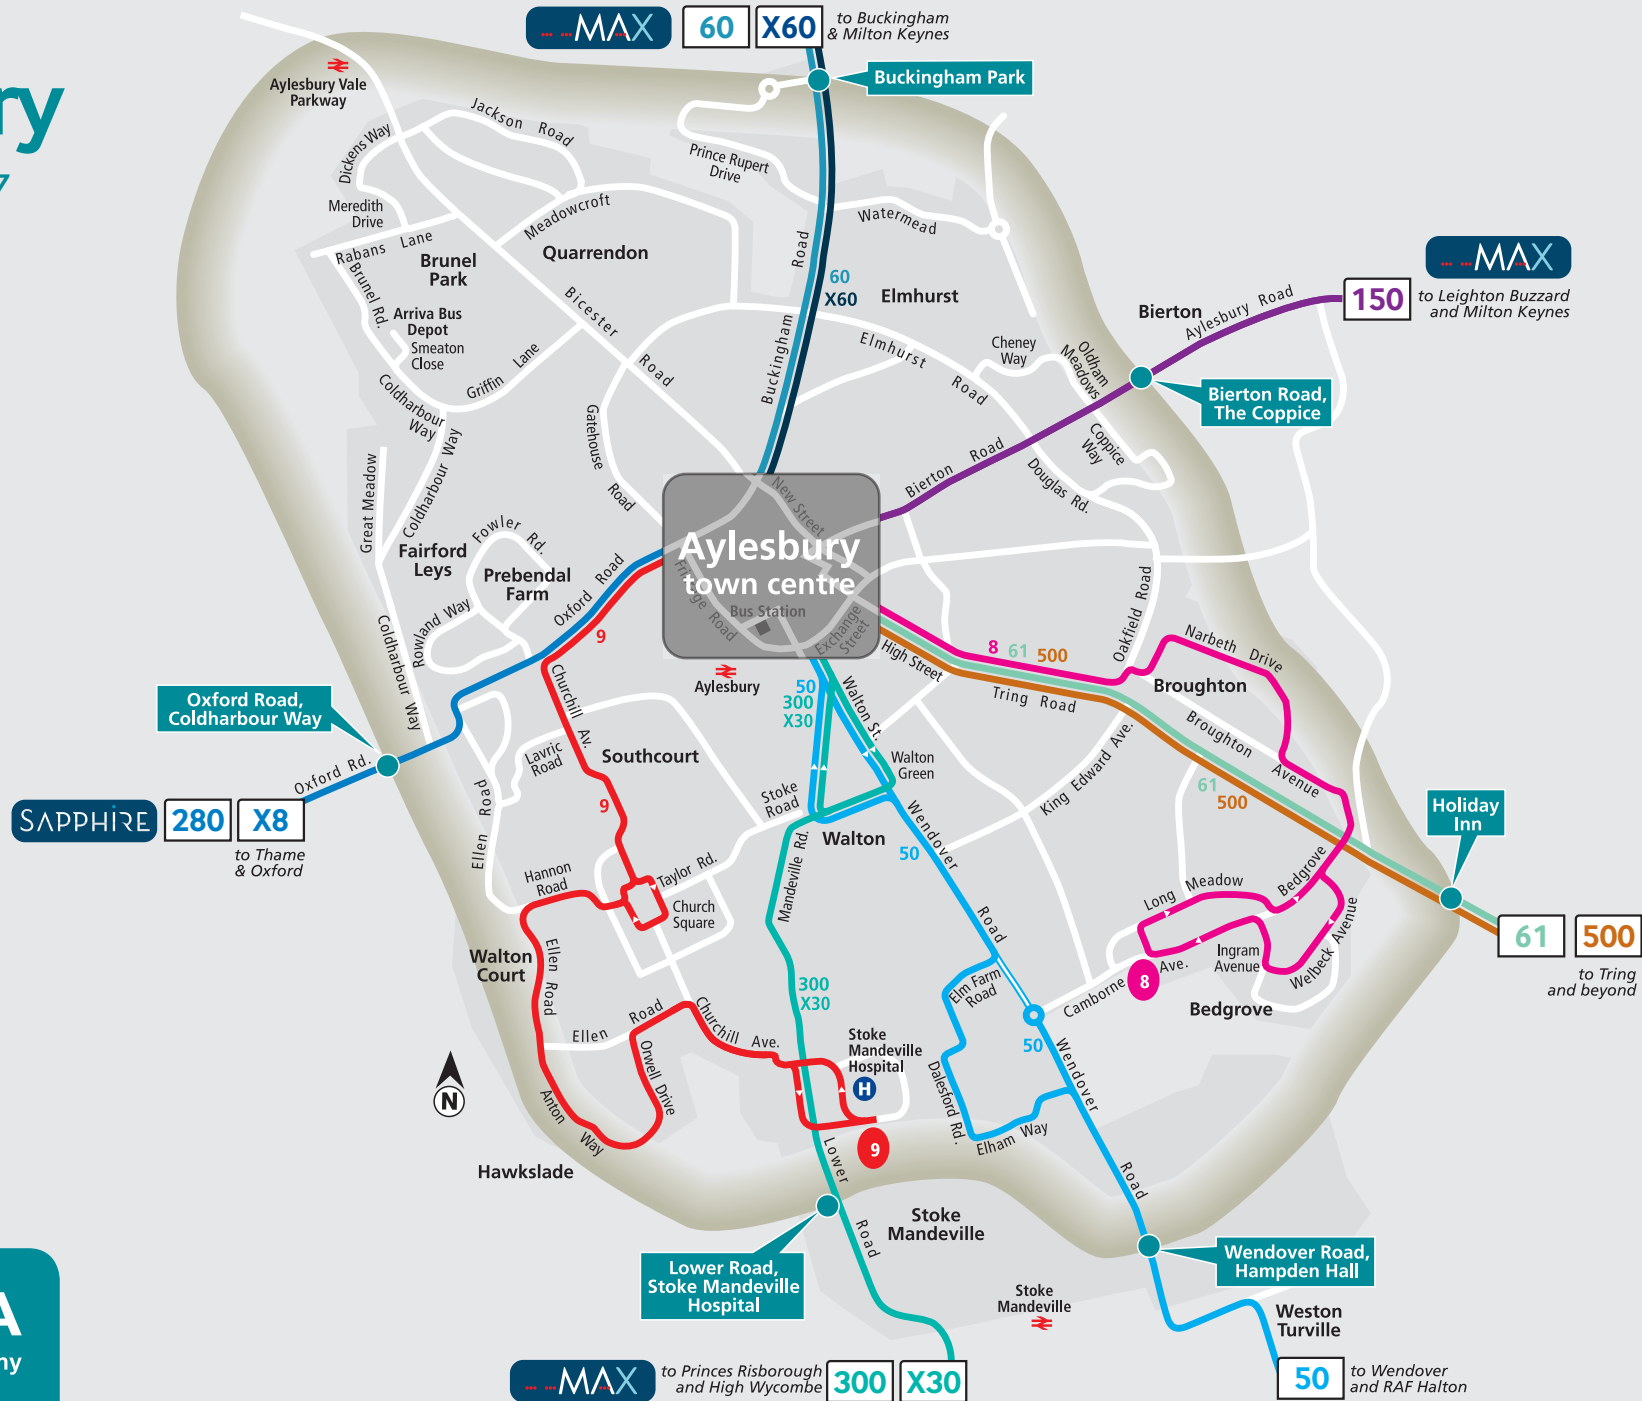 ry
7
MAX
60
X60
to Buckingham
& Milton Keynes
Aylesbury Vale
Parkway
Buckingham Park
Jackson Road
Dickens Way
Prince Rupert
Drive
Meredith
Drive
Meadowcroft
Watermead
Rabans Lane
Brunel
Park
Quarrendon
Buckingham Road
60
X60
Elmhurst
MAX
150
to Leighton Buzzard
and Milton Keynes
Bierton
Aylesbury Road
Brunel Rd.
Arriva Bus
Depot
Smeaton
Close
Bicester Road
Griffin Lane
Elmhurst Road
Cheney
Way
Oldham
Meadows
Bierton Road,
The Coppice
Coldharbour
Way
Coldharbour Way
Great Meadow
Gatehouse Road
Bierton Road
Coppice
Way
Douglas Rd.
New Street
Aylesbury
town centre
Friarage Road
Bus Station
Exchange
Street
Fairford
Leys
Fowler Rd.
Prebendal
Farm
Rowland Way
Oxford Road
9
Coldharbour Way
Oakfield Road
High Street
8
61
500
Tring Road
Narbeth Drive
Broughton
Broughton Avenue
Aylesbury
50
300
X30
Walton St.
Oxford Road,
Coldharbour Way
Churchill Av.
Southcourt
Lavric
Road
Walton
Green
King Edward Ave.
61
500
Oxford Rd.
SAPPHIRE
280
X8
to Thame
& Oxford
Ellen Road
9
Stoke
Road
Walton
50
Wendover Road
Holiday
Inn
Hannon
Road
Taylor Rd.
Church
Square
Mandeville Rd.
Long Meadow
Bedgrove
Ingram
Avenue
Welbeck Avenue
61
500
to Tring
and beyond
Walton
Court
Ellen Road
300
X30
Elm Farm
Road
Camborne Ave.
8
Bedgrove
Ellen Road
Churchill Ave.
Orwell Drive
Stoke
Mandeville
Hospital
H
50
Wendover Road
Dalesford Rd.
Elham Way
N
Anton Way
9
Hawkslade
Lower Road
Stoke
Mandeville
Lower Road,
Stoke Mandeville
Hospital
Wendover Road,
Hampden Hall
Stoke
Mandeville
Weston
Turville
A
ny
MAX
to Princes Risborough
and High Wycombe
300
X30
50
to Wendover
and RAF Halton